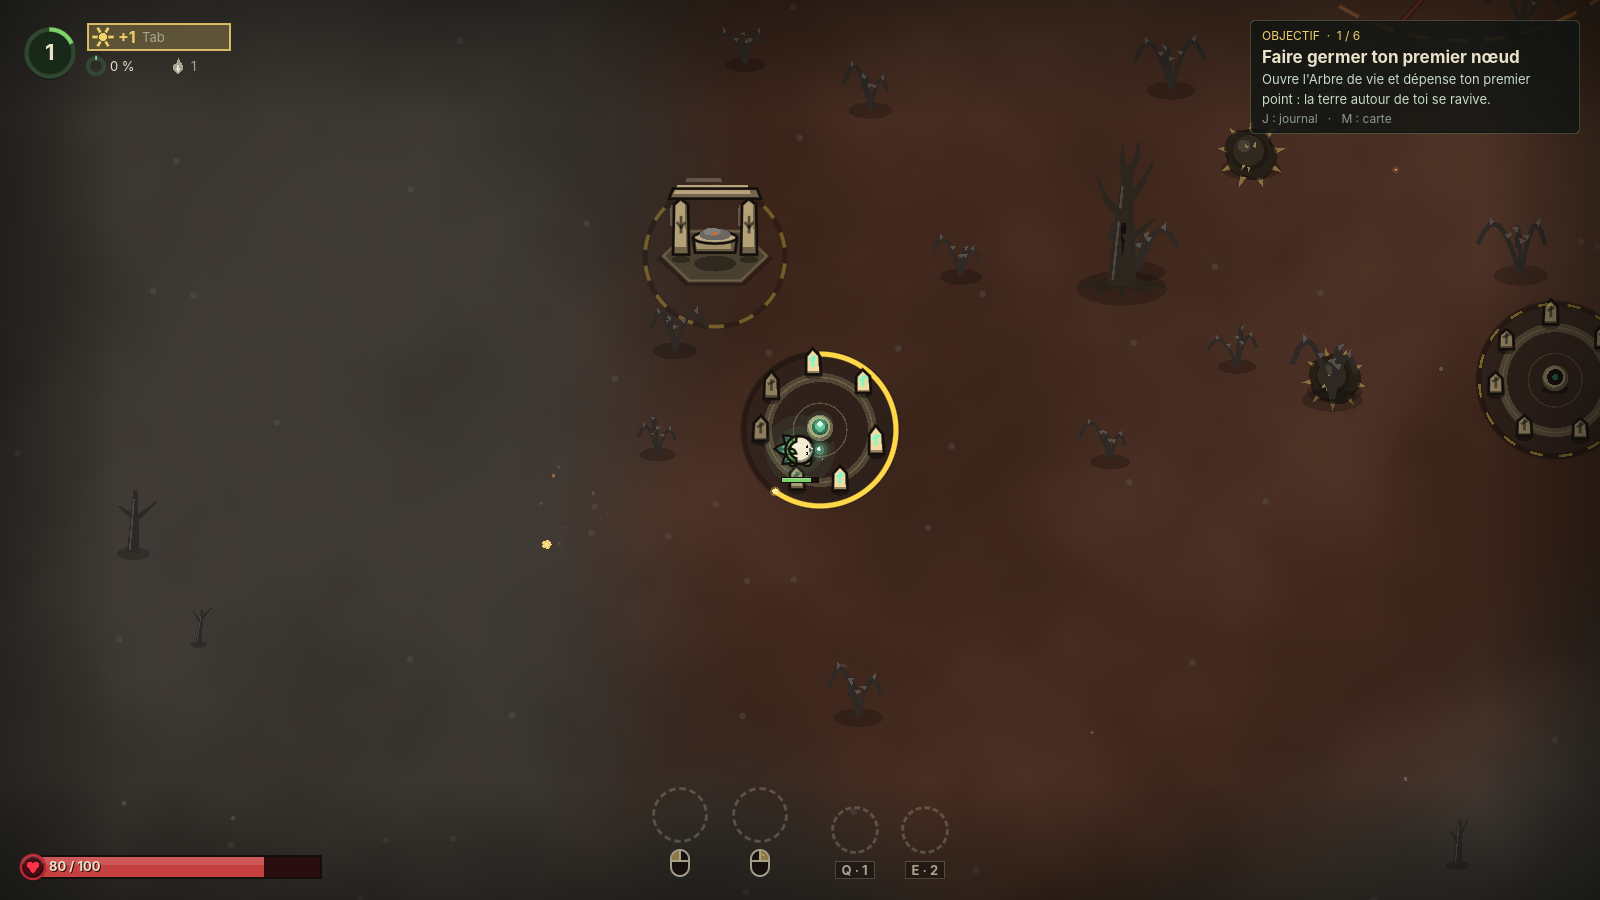 1
+1 Tab
0 % 1
OBJECTIF · 1 / 6
Faire germer ton premier nœud
Ouvre l'Arbre de vie et dépense ton premier
point : la terre autour de toi se ravive.
J : journal · M : carte
80 / 100
Q · 1
E · 2